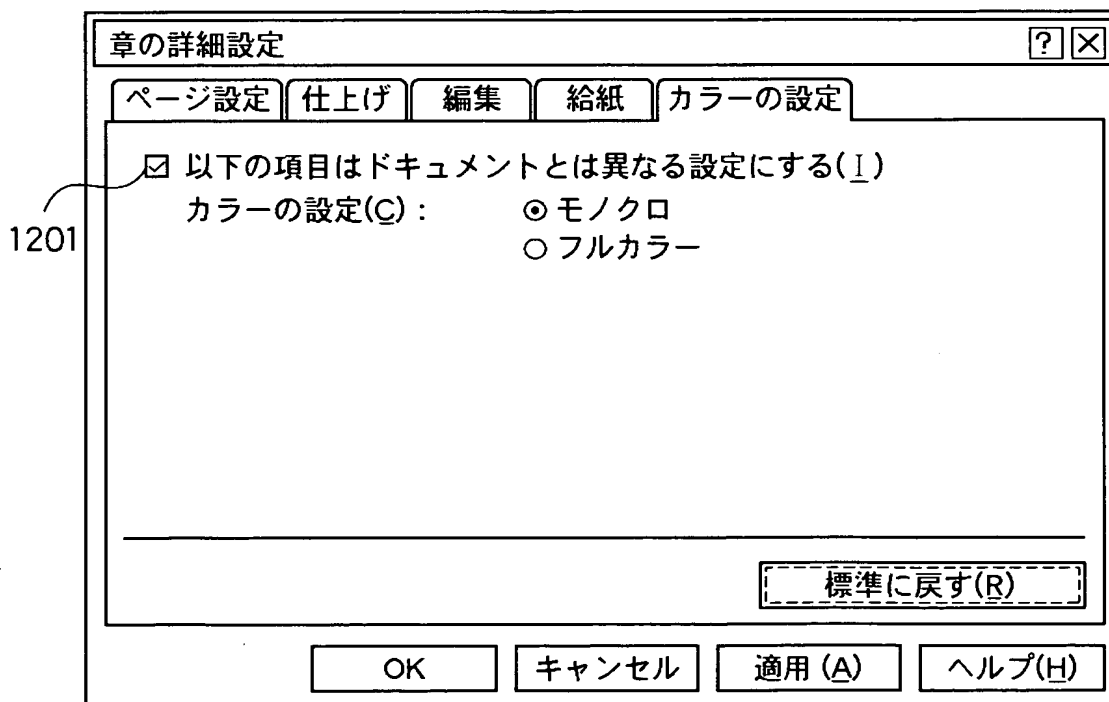 章の詳細設定
ページ設定 仕上げ 編集 給紙 カラーの設定
以下の項目はドキュメントとは異なる設定にする(I)
カラーの設定(C): モノクロ
1201
フルカラー
標準に戻す(R)
OK キャンセル 適用 (A) ヘルプ(H)